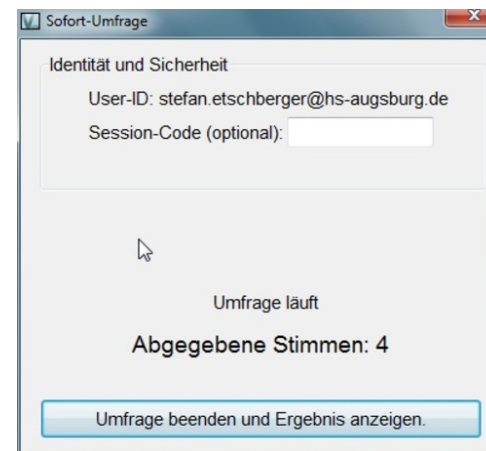 Sofort-Umfrage
Identität und Sicherheit
User-ID: stefan.etschberger@hs-augsburg.de
Session-Code (optional):
Umfrage läuft
Abgegebene Stimmen: 4
Umfrage beenden und Ergebnis anzeigen.